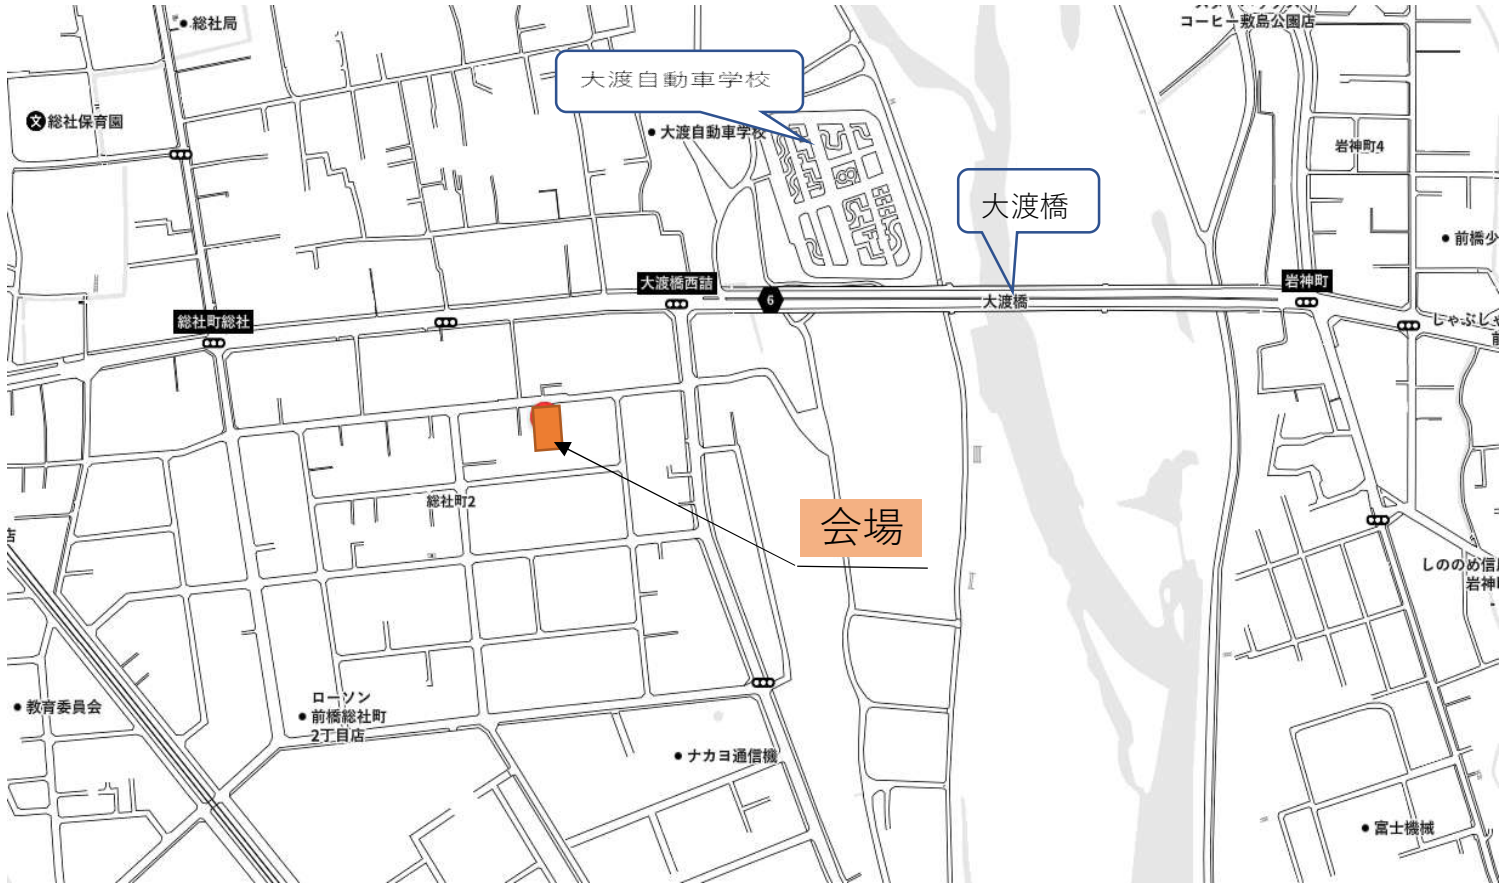 総社局
コーヒー敷島公園店
大渡自動車学校
文
総社保育園
大渡自動車学校
岩神町4
大渡橋
前橋少
大渡橋西詰
6
大渡橋
岩神町
総社町総社
しゃぶし
総社町2
会場
店
しののめ信
岩神
教育委員会
ローソン
前橋総社町
2丁目店
ナカヨ通信機
富士機械